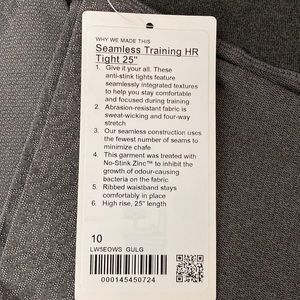 WHY WE MADE THIS
Seamless Training HR
Tight 25"
1. Give it your all. These
anti-stink tights feature
seamlessly integrated textures
to help you stay comfortable
and focused during training
2. Abrasion-resistant fabric is
sweat-wicking and four-way
stretch
3. Our seamless construction uses
the fewest number of seams to
minimize chafe
4. This garment was treated with
No-Stink Zinc™ to inhibit the
growth of odour-causing
bacteria on the fabric
5. Ribbed waistband stays
comfortably in place
6. High rise, 25" length
10
LW5EOWS GULG
000145450724